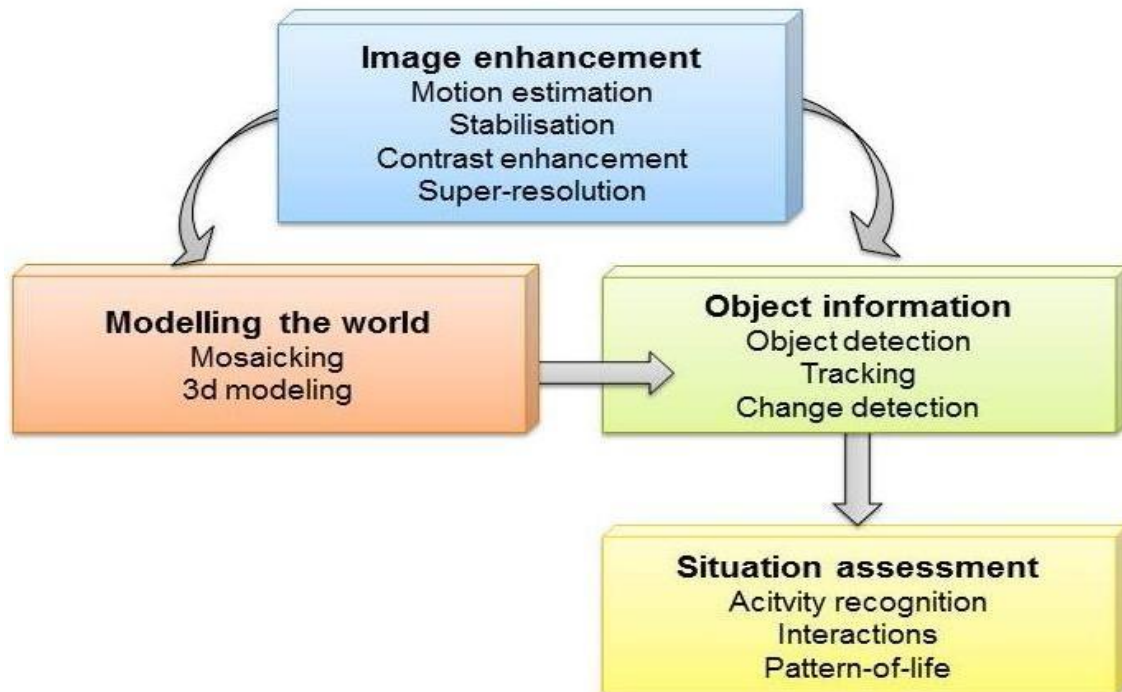 Image enhancement
Motion estimation
Stabilisation
Contrast enhancement
Super-resolution
Modelling the world
Mosaicking
3d modeling
Object information
Object detection
Tracking
Change detection
Situation assessment
Acitvity recognition
Interactions
Pattern-of-life